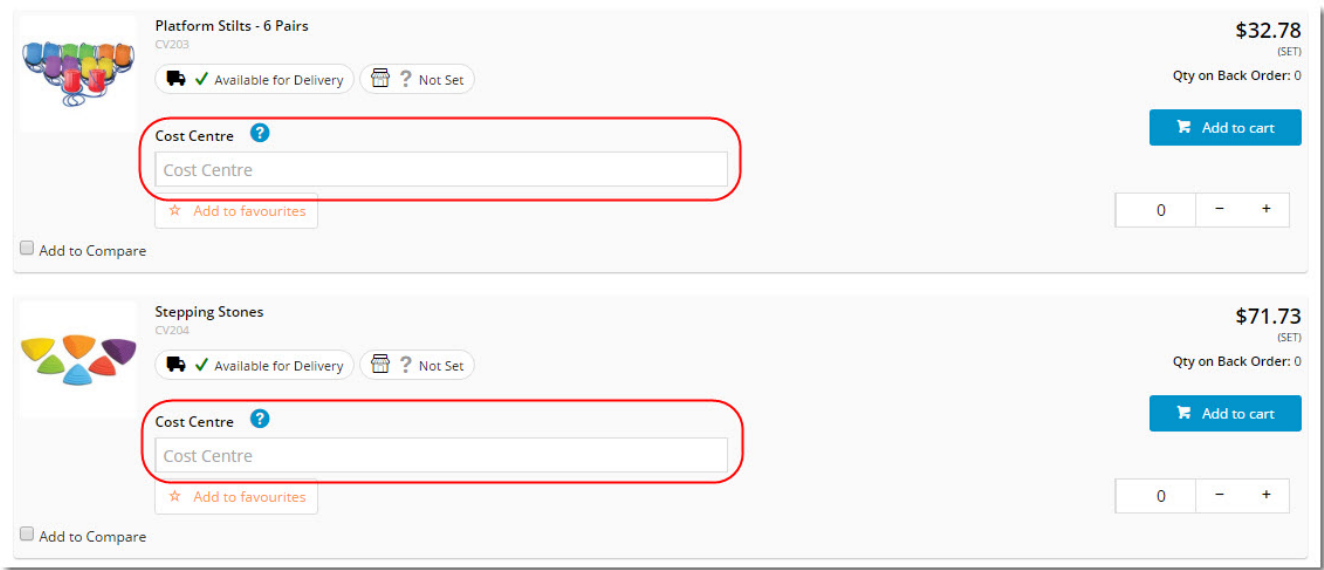 Platform Stilts - 6 Pairs
CV203
Available for Delivery
? Not Set
$32.78
(SET)
Qty on Back Order: 0
Cost Centre ?
Cost Centre
Add to cart
Add to favourites
0 − +
Add to Compare
Stepping Stones
CV204
Available for Delivery
? Not Set
$71.73
(SET)
Qty on Back Order: 0
Cost Centre ?
Cost Centre
Add to cart
Add to favourites
0 − +
Add to Compare